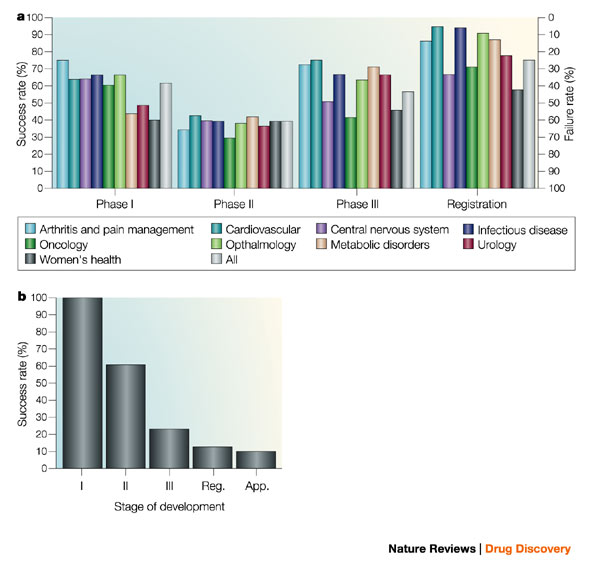 a
100
90
80
70
60
50
40
30
20
10
0
Success rate (%)
0
10
20
30
40
50
60
70
80
90
100
Failure rate (%)
Phase I Phase II Phase III Registration
Arthritis and pain management Cardiovascular Central nervous system Infectious disease
Oncology Opthalmology Metabolic disorders Urology
Women's health All
b
100
90
80
70
60
50
40
30
20
10
0
Success rate (%)
I II III Reg. App.
Stage of development
Nature Reviews | Drug Discovery